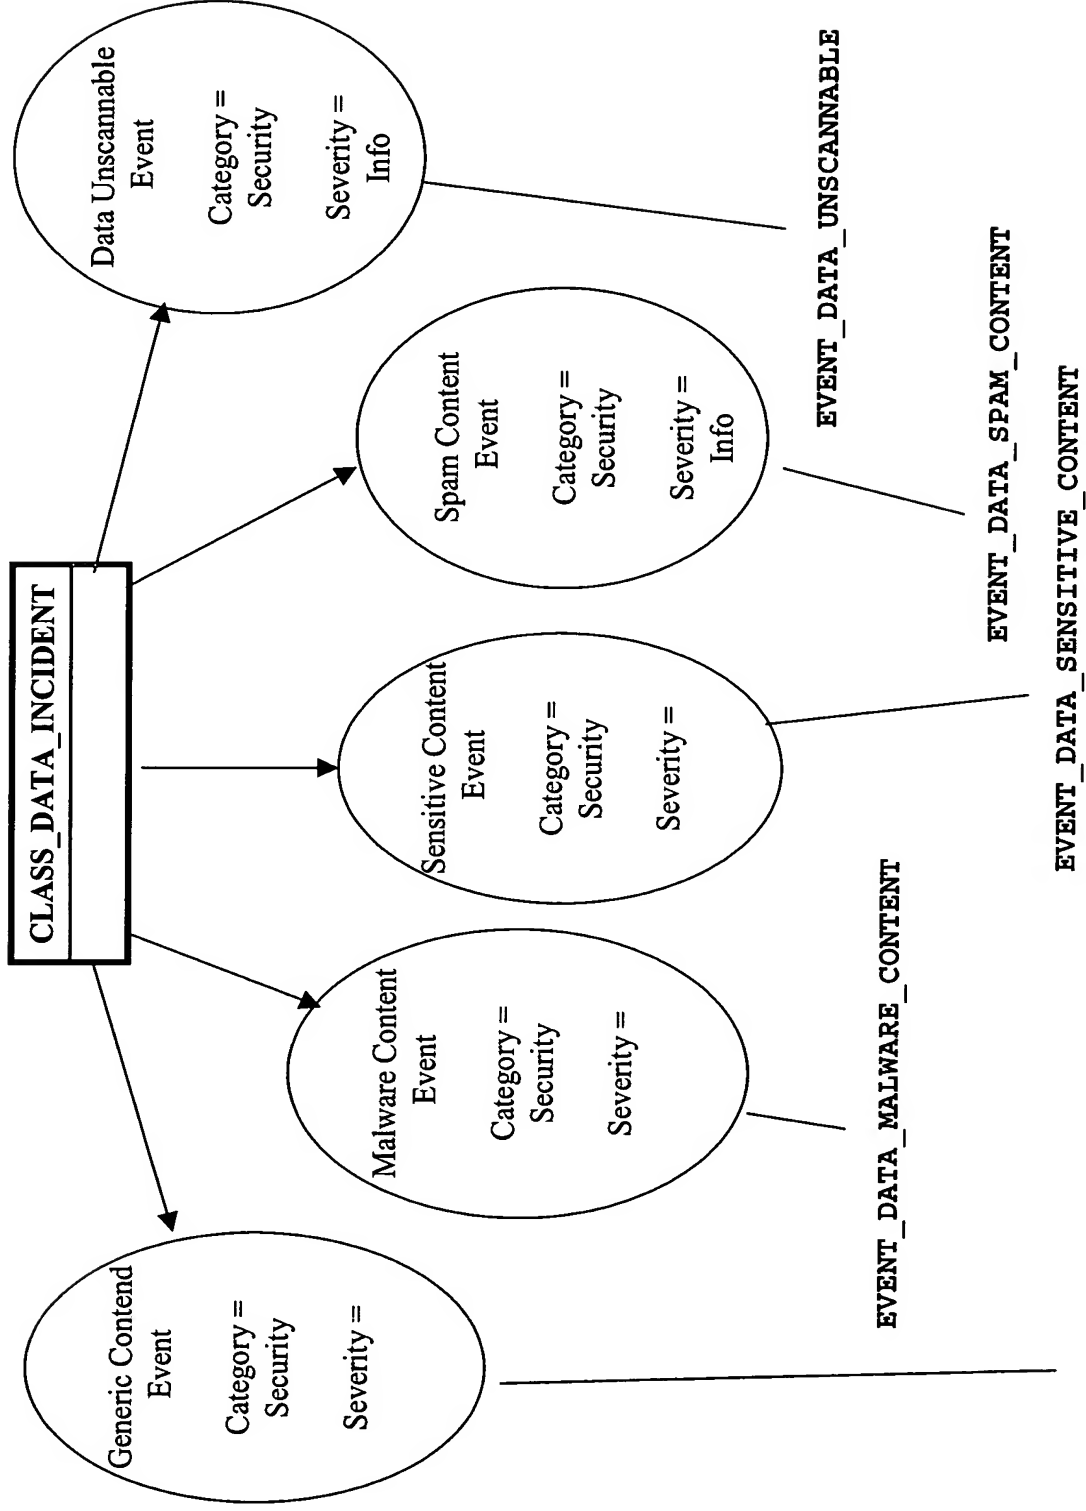 CLASS_DATA_INCIDENT
Generic Contend
Event
Category =
Security
Severity =
Malware Content
Event
Category =
Security
Severity =
Sensitive Content
Event
Category =
Security
Severity =
Spam Content
Event
Category =
Security
Severity =
Info
Data Unscannable
Event
Category =
Security
Severity =
Info
EVENT_DATA_UNSCANNABLE
EVENT_DATA_MALWARE_CONTENT
EVENT_DATA_SPAM_CONTENT
EVENT_DATA_SENSITIVE_CONTENT